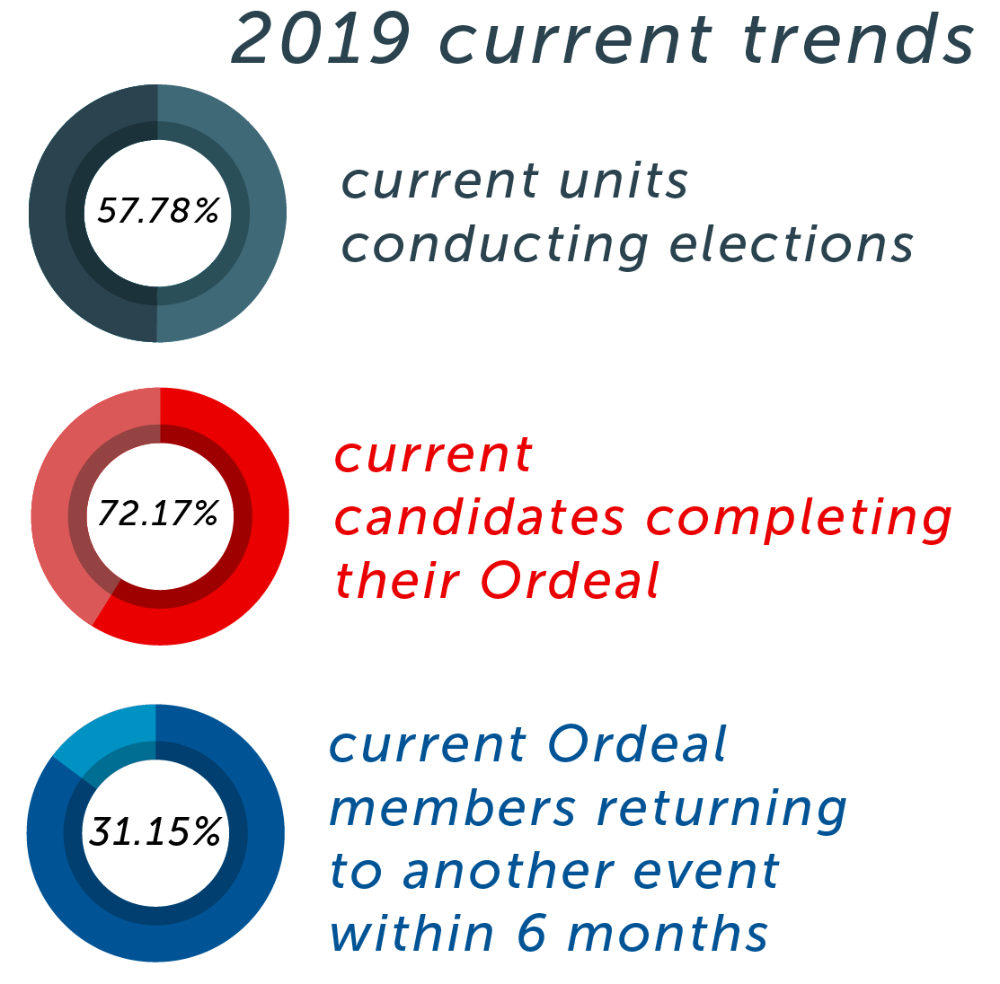 2019 current trends
57.78%
current units
conducting elections
72.17%
current
candidates completing
their Ordeal
31.15%
current Ordeal
members returning
to another event
within 6 months